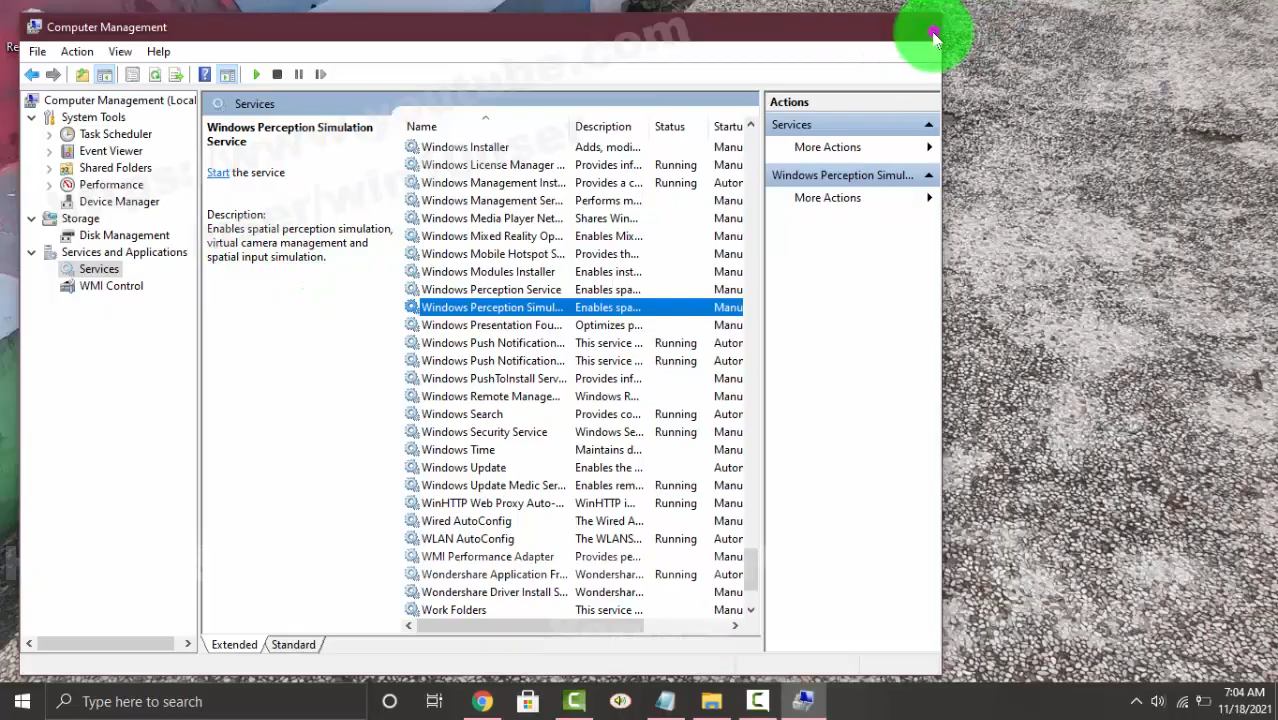 Computer Management
File Action View Help
Computer Management (Local
System Tools
Task Scheduler
Event Viewer
Shared Folders
Performance
Device Manager
Storage
Disk Management
Services and Applications
Services
WMI Control
Services
Windows Perception Simulation
Service
Start the service
Description:
Enables spatial perception simulation,
virtual camera management and
spatial input simulation.
Name Description Status Startu
Windows Installer Adds, modi... Manu
Windows License Manager ... Provides inf... Running Manu
Windows Management Inst... Provides a c... Running Autor
Windows Management Ser... Performs m... Manu
Windows Media Player Net... Shares Win... Manu
Windows Mixed Reality Op... Enables Mix... Manu
Windows Mobile Hotspot S... Provides th... Manu
Windows Modules Installer Enables inst... Manu
Windows Perception Service Enables spa... Manu
Windows Perception Simul... Enables spa... Manu
Windows Presentation Fou... Optimizes p... Manu
Windows Push Notification... This service ... Running Autor
Windows Push Notification... This service ... Running Autor
Windows PushToInstall Serv... Provides inf... Manu
Windows Remote Manage... Windows R... Manu
Windows Search Provides co... Running Autor
Windows Security Service Windows Se... Running Manu
Windows Time Maintains d... Manu
Windows Update Enables the ... Autor
Windows Update Medic Ser... Enables rem... Running Manu
WinHTTP Web Proxy Auto-... WinHTTP i... Running Manu
Wired AutoConfig The Wired A... Manu
WLAN AutoConfig The WLANS... Running Autor
WMI Performance Adapter Provides pe... Manu
Wondershare Application Fr... Wondershar... Running Autor
Wondershare Driver Install S... Wondershar... Manu
Work Folders This service ... Manu
Extended Standard
Actions
Services
More Actions
Windows Perception Simul...
More Actions
Type here to search
7:04 AM
11/18/2021